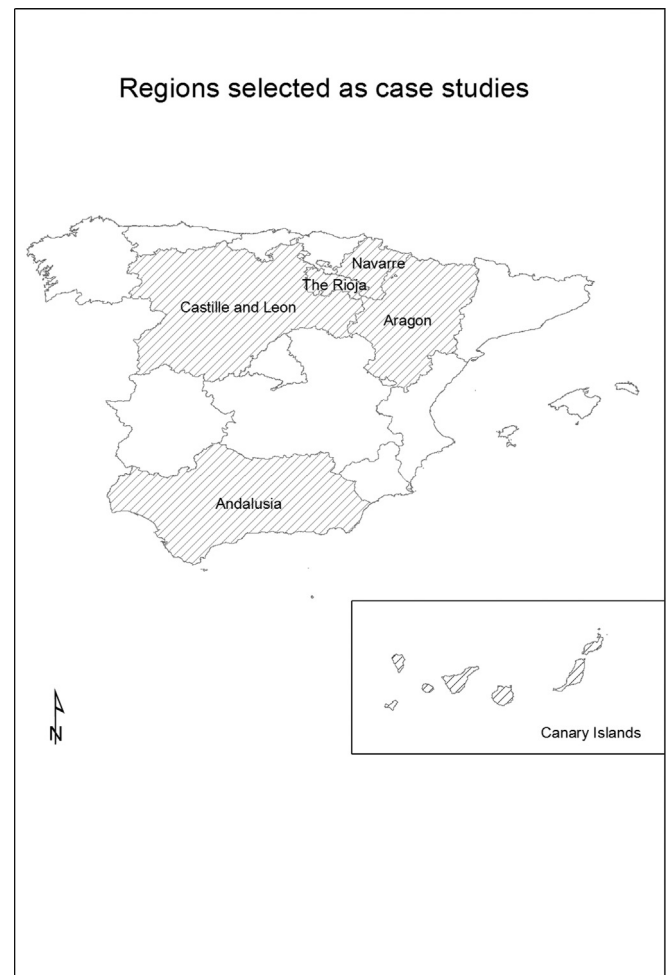 Regions selected as case studies
Navarre
The Rioja
Castille and Leon
Aragon
Andalusia
Canary Islands
N